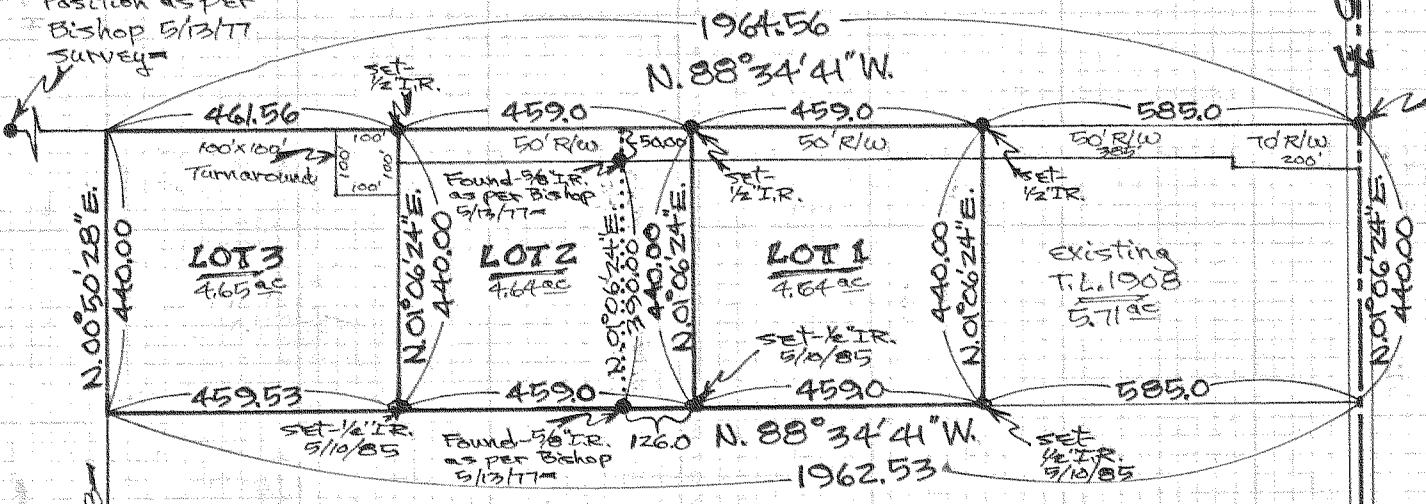 Position as per
Bishop 5/13/77
survey
1964.56
N. 88°34'41"W.
set-
1/2"I.R.
461.56
459.0
459.0
585.0
100'x100'
Turnaround
100'
100'
100'
100'
50'R/W
50.00
50'R/W
50'R/W
385'
70'R/W
200'
Found-5/8"I.R.
as per Bishop
5/13/77
set-
1/2"I.R.
set-
1/2"I.R.
N.00°50'28"E.
440.00
LOT 3
4.65 ac
N.01°06'24"E.
440.00
LOT 2
4.64 ac
N.01°06'24"E.
390.00
440.00
N.01°06'24"E.
LOT 1
4.64 ac
440.00
N.01°06'24"E.
existing
T.L.1908
5.71 ac
N.01°06'24"E.
440.00
set-1/2"I.R.
5/10/85
459.53
459.0
459.0
585.0
set-1/2"I.R.
5/10/85
Found-5/8"I.R.
as per Bishop
5/13/77
126.0
N. 88°34'41"W.
set-
1/2"I.R.
5/10/85
1962.53